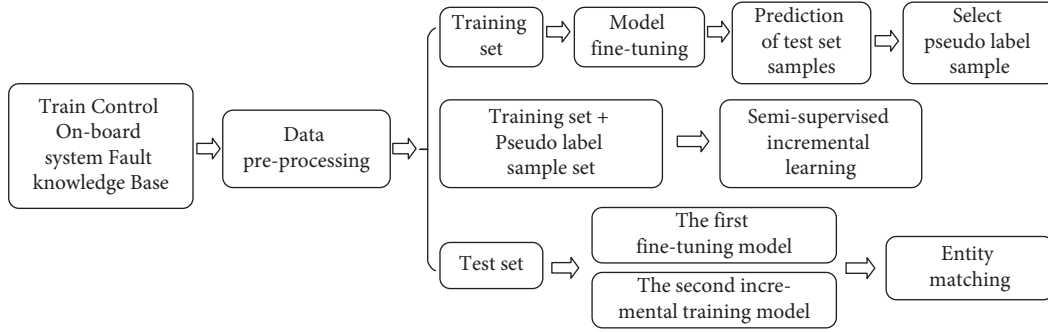 Train Control
On-board
system Fault
knowledge Base
Data
pre-processing
Training
set
Model
fine-tuning
Prediction
of test set
samples
Select
pseudo label
sample
Training set +
Pseudo label
sample set
Semi-supervised
incremental
learning
Test set
The first
fine-tuning model
The second incre-
mental training model
Entity
matching